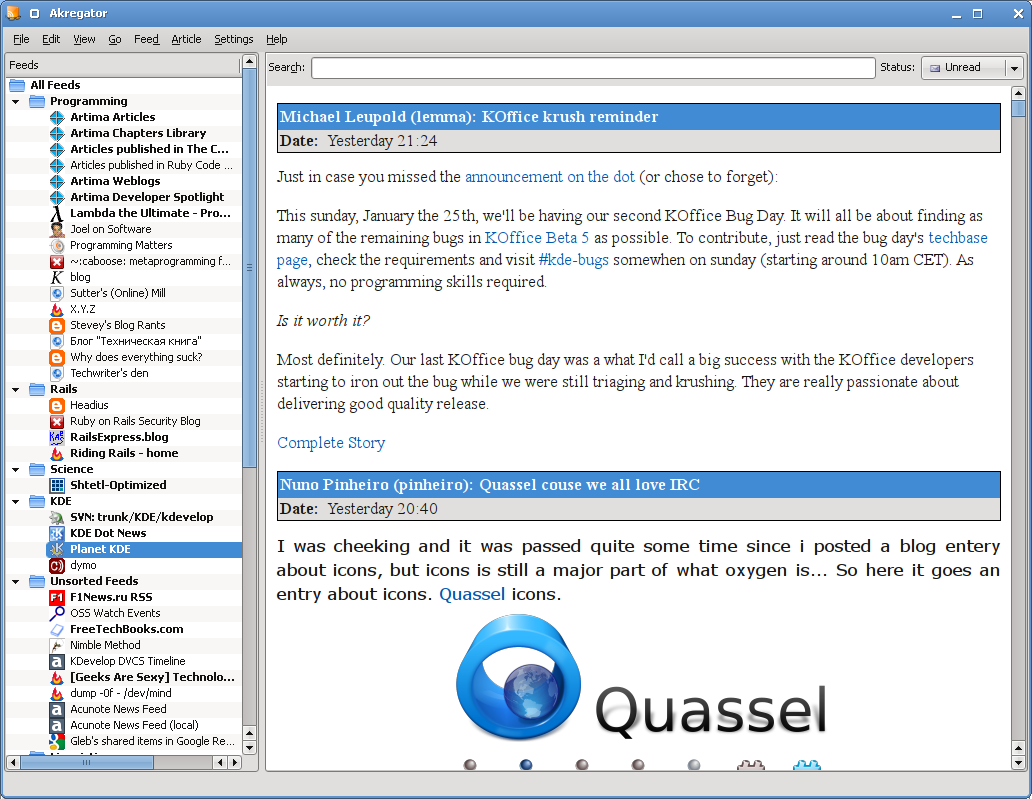 Akregator
File Edit View Go Feed Article Settings Help
Feeds
All Feeds
Programming
Artima Articles
Artima Chapters Library
Articles published in The C...
Articles published in Ruby Code ...
Artima Weblogs
Artima Developer Spotlight
Lambda the Ultimate - Pro...
Joel on Software
Programming Matters
~:caboose: metaprogramming f...
blog
Sutter's (Online) Mill
X.Y.Z
Stevey's Blog Rants
Блог "Техническая книга"
Why does everything suck?
Techwriter's den
Rails
Headius
Ruby on Rails Security Blog
RailsExpress.blog
Riding Rails - home
Science
Shtetl-Optimized
KDE
SVN: trunk/KDE/kdevelop
KDE Dot News
Planet KDE
dymo
Unsorted Feeds
F1News.ru RSS
OSS Watch Events
FreeTechBooks.com
Nimble Method
KDevelop DVCS Timeline
[Geeks Are Sexy] Technolo...
dump -0f - /dev/mind
Acunote News Feed
Acunote News Feed (local)
Gleb's shared items in Google Re...
Search: Status: Unread
Michael Leupold (lemma): KOffice krush reminder
Date: Yesterday 21:24
Just in case you missed the announcement on the dot (or chose to forget):
This sunday, January the 25th, we'll be having our second KOffice Bug Day. It will all be about finding as
many of the remaining bugs in KOffice Beta 5 as possible. To contribute, just read the bug day's techbase
page, check the requirements and visit #kde-bugs somewhen on sunday (starting around 10am CET). As
always, no programming skills required.
Is it worth it?
Most definitely. Our last KOffice bug day was a what I'd call a big success with the KOffice developers
starting to iron out the bug while we were still triaging and krushing. They are really passionate about
delivering good quality release.
Complete Story
Nuno Pinheiro (pinheiro): Quassel couse we all love IRC
Date: Yesterday 20:40
I was cheeking and it was passed quite some time since i posted a blog entery
about icons, but icons is still a major part of what oxygen is... So here it goes an
entry about icons. Quassel icons.
Quassel